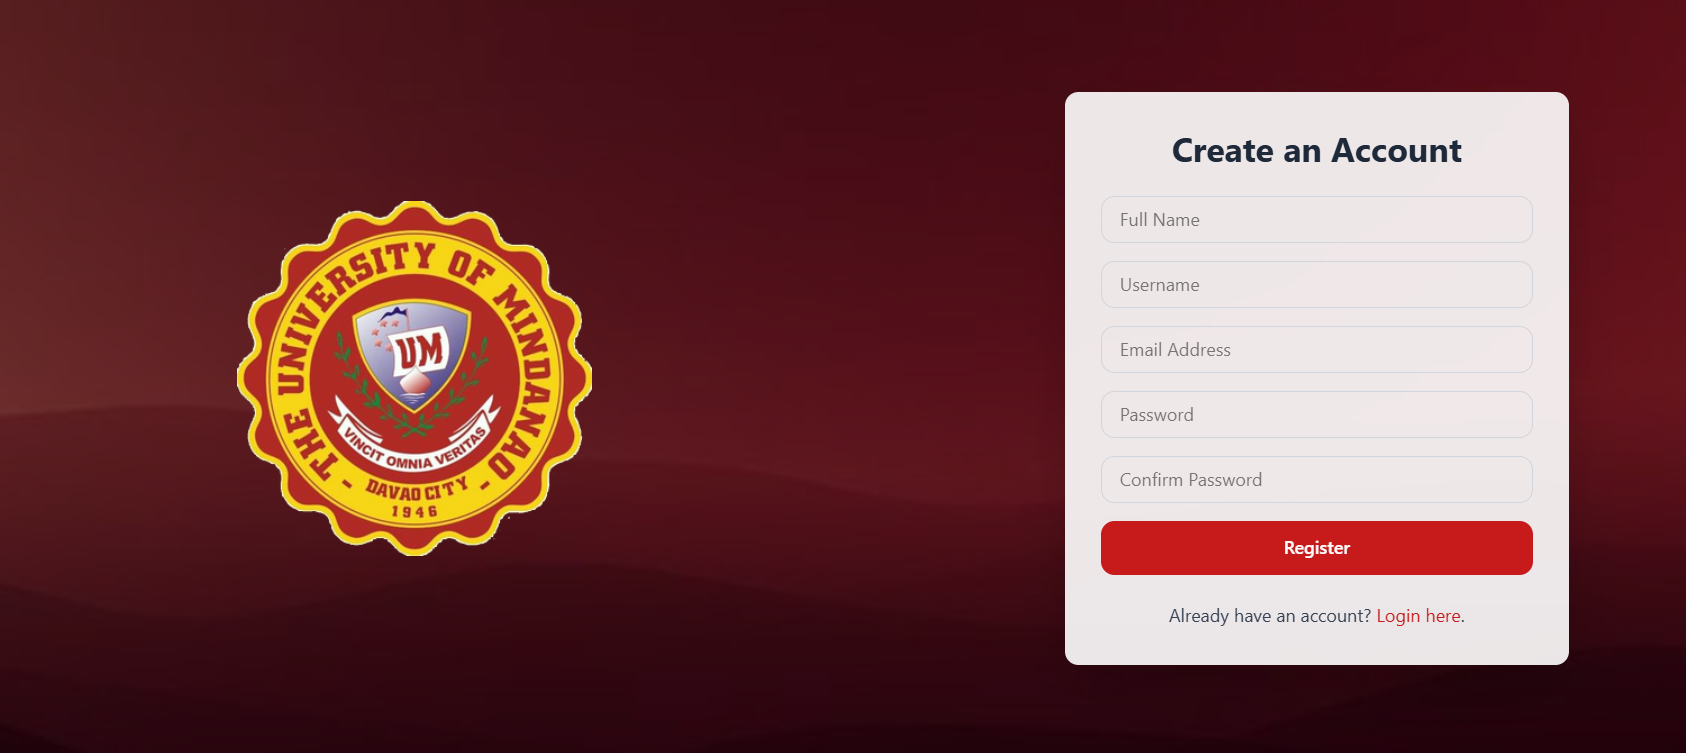 THE UNIVERSITY OF MINDANAO
UM
VINCIT OMNIA VERITAS
- DAVAO CITY -
1946
Create an Account
Full Name
Username
Email Address
Password
Confirm Password
Register
Already have an account? Login here.